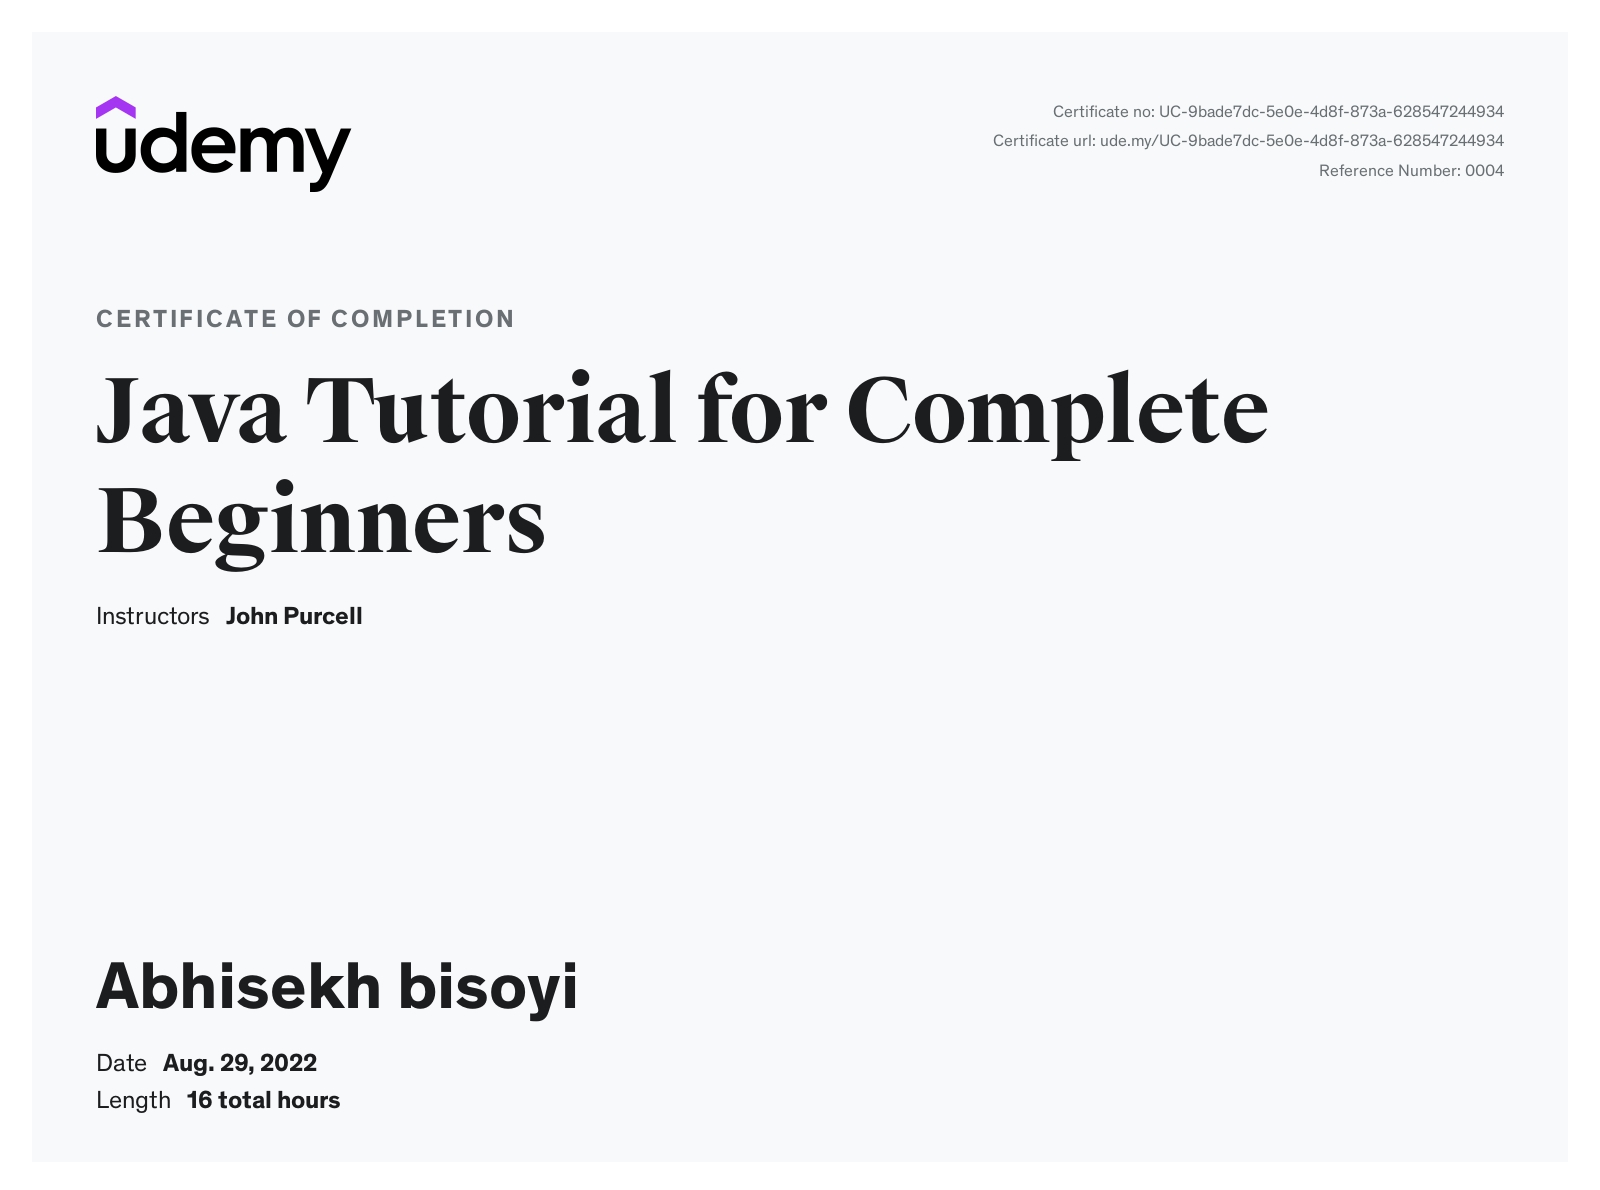 udemy
Certificate no: UC-9bade7dc-5e0e-4d8f-873a-628547244934
Certificate url: ude.my/UC-9bade7dc-5e0e-4d8f-873a-628547244934
Reference Number: 0004
CERTIFICATE OF COMPLETION
Java Tutorial for Complete
Beginners
Instructors John Purcell
Abhisekh bisoyi
Date Aug. 29, 2022
Length 16 total hours